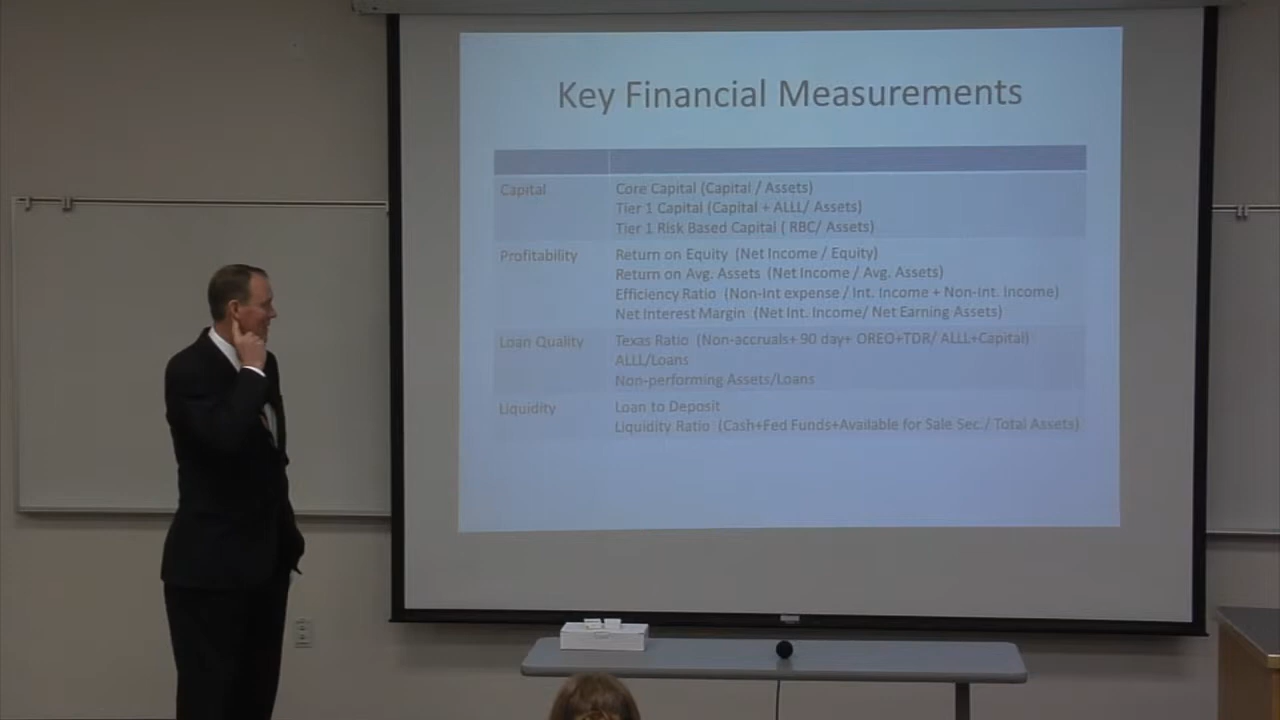 Key Financial Measurements
Capital
Core Capital (Capital / Assets)
Tier 1 Capital (Capital + ALLL/ Assets)
Tier 1 Risk Based Capital ( RBC/ Assets)
Profitability
Return on Equity (Net Income / Equity)
Return on Avg. Assets (Net Income / Avg. Assets)
Efficiency Ratio (Non-Int expense / Int. Income + Non-Int. Income)
Net Interest Margin (Net Int. Income/ Net Earning Assets)
Loan Quality
Texas Ratio (Non-accruals+ 90 day+ OREO+TDR/ ALLL+Capital)
ALLL/Loans
Non-performing Assets/Loans
Liquidity
Loan to Deposit
Liquidity Ratio (Cash+Fed Funds+Available for Sale Sec./ Total Assets)